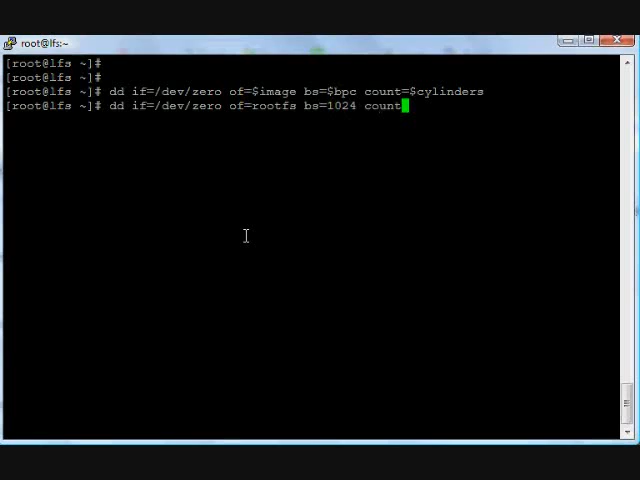 root@lfs:~
[root@lfs ~]#
[root@lfs ~]#
[root@lfs ~]# dd if=/dev/zero of=$image bs=$bpc count=$cylinders
[root@lfs ~]# dd if=/dev/zero of=rootfs bs=1024 count